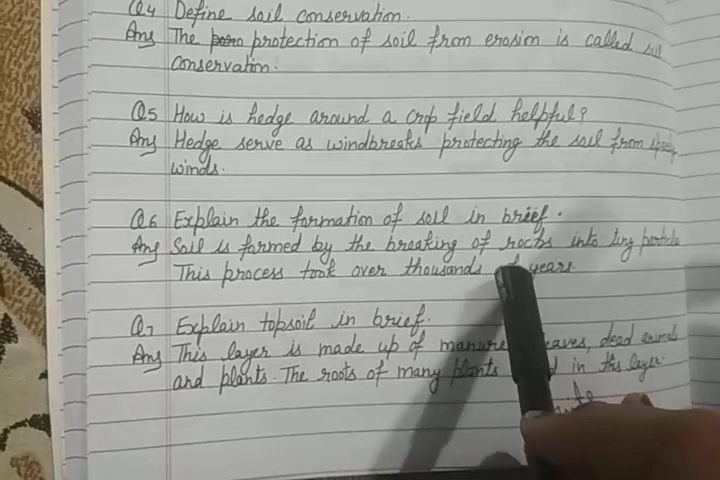 Q4 Define soil conservation.
Ans The protection of soil from erosion is called soil
conservation.
Q5 How is hedge around a crop field helpful?
Ans Hedge serve as windbreaks protecting the soil from
winds.
Q6 Explain the formation of soil in brief.
Ans Soil is formed by the breaking of rocks into tiny particles
This process took over thousands of years.
Q7 Explain topsoil in brief.
Ans This layer is made up of manure, leaves, dead animals
and plants. The roots of many plants in this layer.